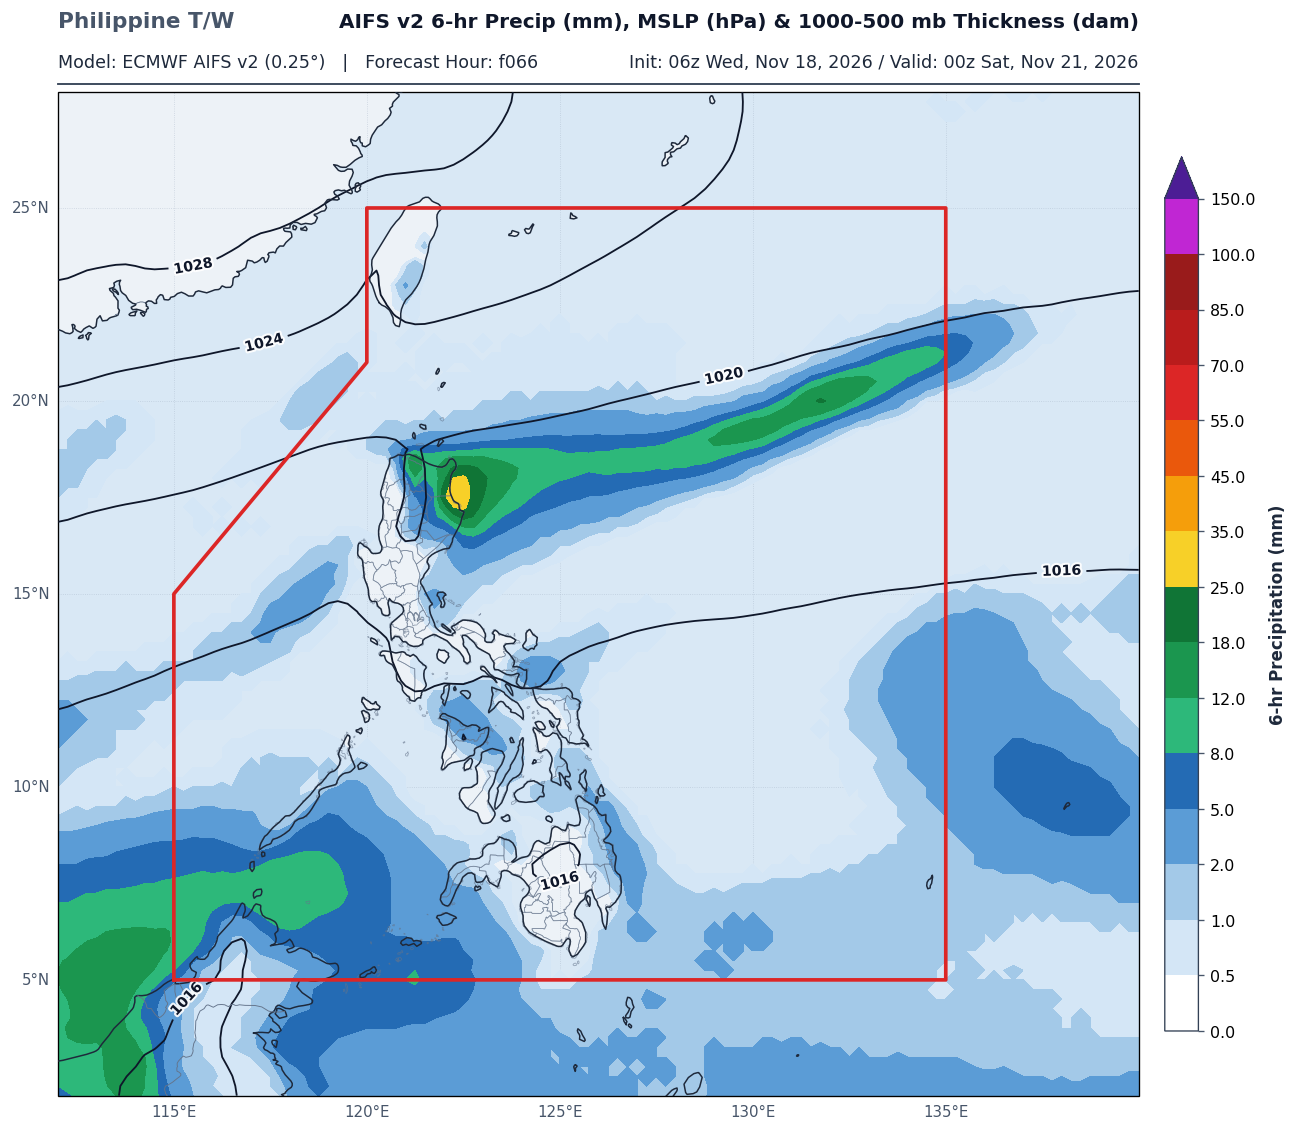 Philippine T/W
AIFS v2 6-hr Precip (mm), MSLP (hPa) & 1000-500 mb Thickness (dam)
Model: ECMWF AIFS v2 (0.25°)   |   Forecast Hour: f066
Init: 06z Wed, Nov 18, 2026 / Valid: 00z Sat, Nov 21, 2026
25°N
20°N
15°N
10°N
5°N
1028
1024
1020
1016
1016
1016
115°E
120°E
125°E
130°E
135°E
150.0
100.0
85.0
70.0
55.0
45.0
35.0
25.0
18.0
12.0
8.0
5.0
2.0
1.0
0.5
0.0
6-hr Precipitation (mm)